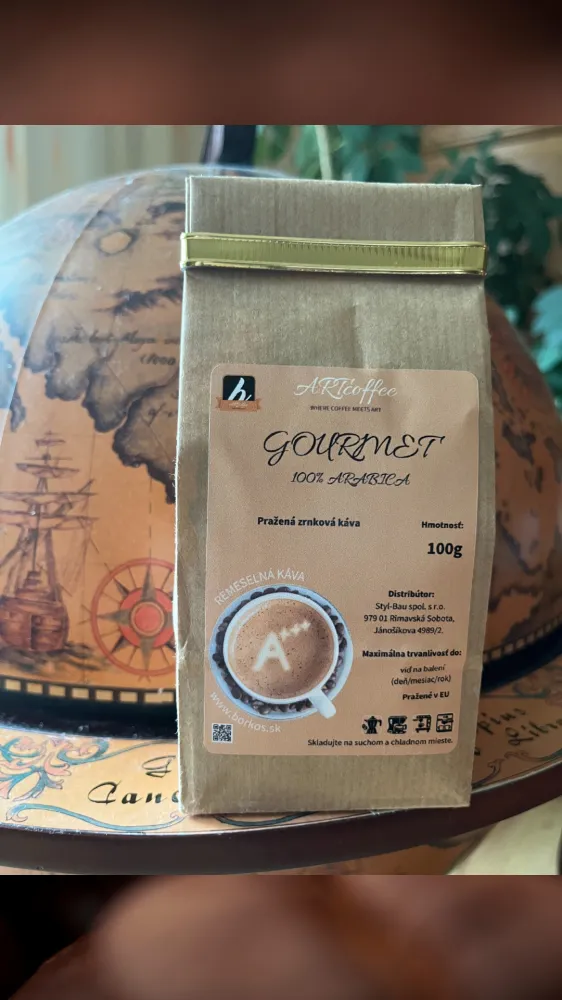 ARTcoffee
WHERE COFFEE MEETS ART
GOURMET
100% ARABICA
Pražená zrnková káva
Hmotnosť:
100g
REMESELNÁ KÁVA
A+++
www.borkos.sk
Distribútor:
Styl-Bau spol. s r.o.
979 01 Rimavská Sobota,
Jánošíkova 4989/2.
Maximálna trvanlivosť do:
viď na balení
(deň/mesiac/rok)
Pražené v EU
Skladujte na suchom a chladnom mieste.